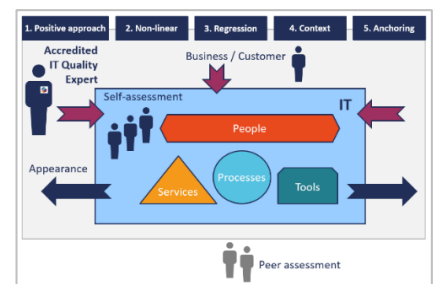 1. Positive approach
2. Non-linear
3. Regression
4. Context
5. Anchoring
Accredited
IT Quality
Expert
Business / Customer
Self-assessment
IT
People
Services
Processes
Tools
Appearance
Peer assessment